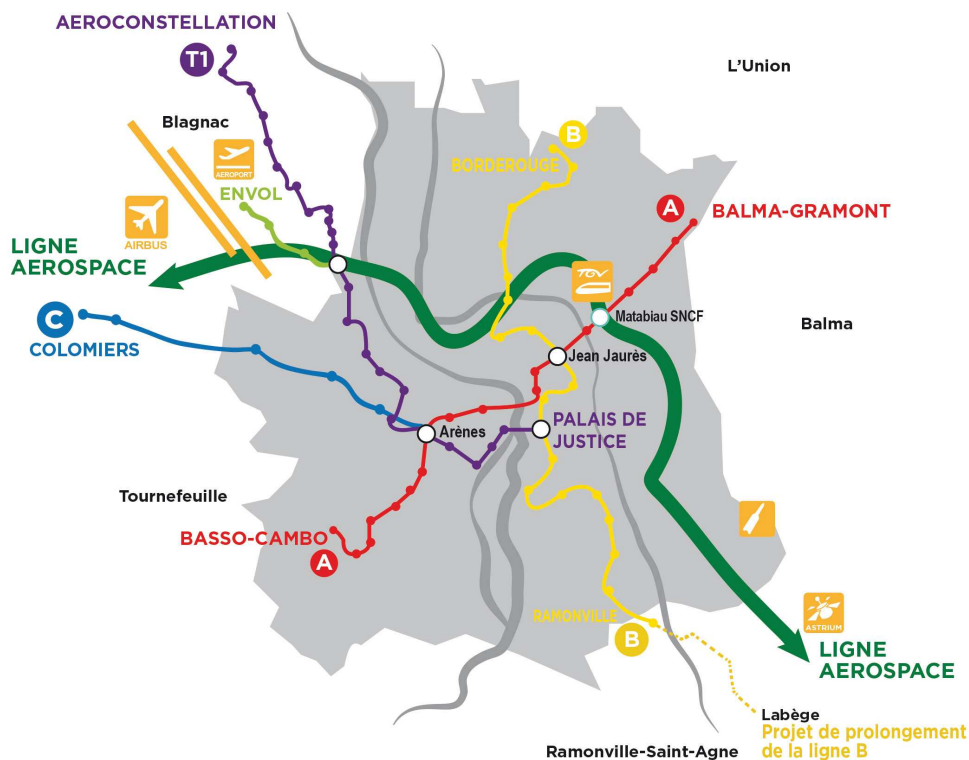 AEROCONSTELLATION
T1
L'Union
Blagnac
B
AEROPORT
BORDEROUGE
ENVOL
A
BALMA-GRAMONT
AIRBUS
LIGNE
AEROSPACE
TGV
C
COLOMIERS
Matabiau SNCF
Balma
Jean Jaurès
Arènes
PALAIS DE
JUSTICE
Tournefeuille
BASSO-CAMBO
A
RAMONVILLE
B
ASTRIUM
LIGNE
AEROSPACE
Labège
Projet de prolongement
de la ligne B
Ramonville-Saint-Agne